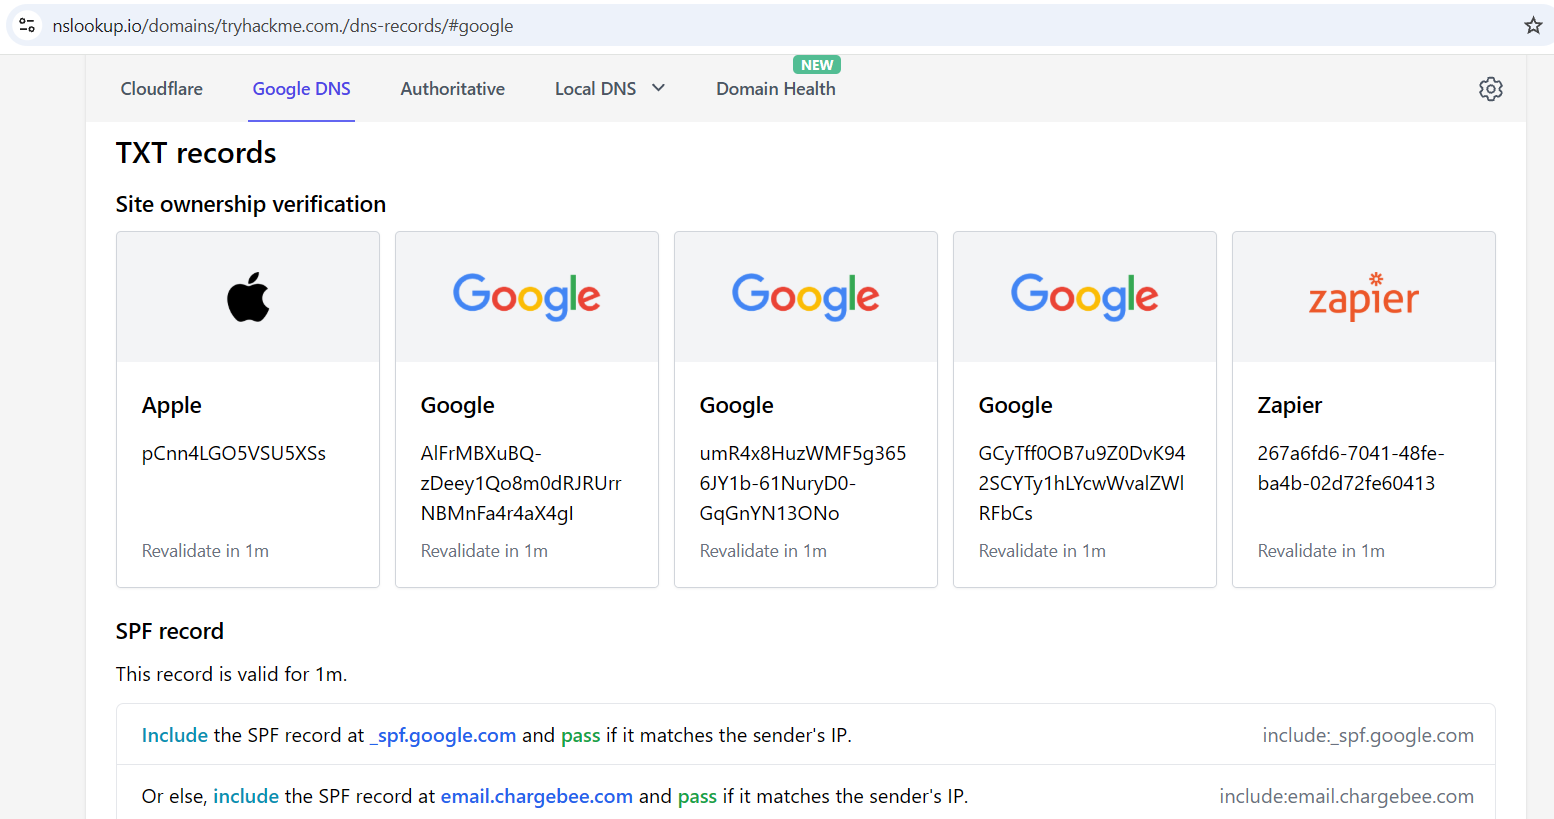 nslookup.io/domains/tryhackme.com./dns-records/#google
NEW
Cloudflare Google DNS Authoritative Local DNS Domain Health
TXT records
Site ownership verification
Google Google Google zapier
Apple
pCnn4LGO5VSU5XSs
Revalidate in 1m
Google
AlFrMBXuBQ-
zDeey1Qo8m0dRJRUrr
NBMnFa4r4aX4gI
Revalidate in 1m
Google
umR4x8HuzWMF5g365
6JY1b-61NuryD0-
GqGnYN13ONo
Revalidate in 1m
Google
GCyTff0OB7u9Z0DvK94
2SCYTy1hLYcwWvalZWl
RFbCs
Revalidate in 1m
Zapier
267a6fd6-7041-48fe-
ba4b-02d72fe60413
Revalidate in 1m
SPF record
This record is valid for 1m.
Include the SPF record at _spf.google.com and pass if it matches the sender's IP. include:_spf.google.com
Or else, include the SPF record at email.chargebee.com and pass if it matches the sender's IP. include:email.chargebee.com